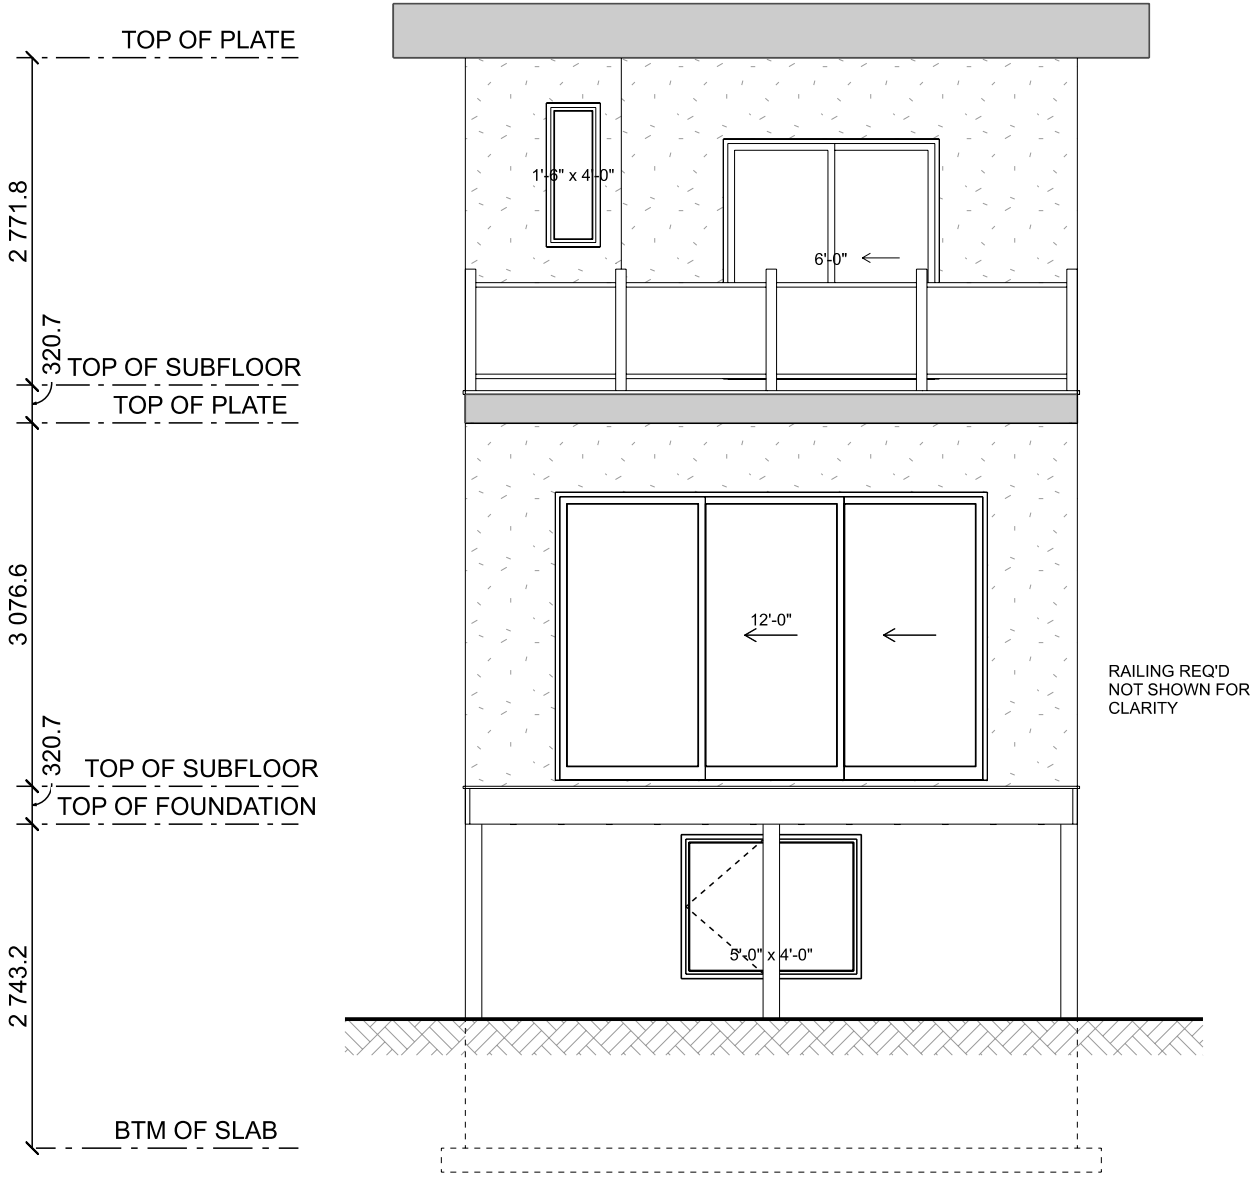 TOP OF PLATE
2 771.8
1'-6" x 4'-0"
6'-0"
320.7
TOP OF SUBFLOOR
TOP OF PLATE
3 076.6
12'-0"
RAILING REQ'D
NOT SHOWN FOR
CLARITY
320.7
TOP OF SUBFLOOR
TOP OF FOUNDATION
2 743.2
5'-0" x 4'-0"
BTM OF SLAB